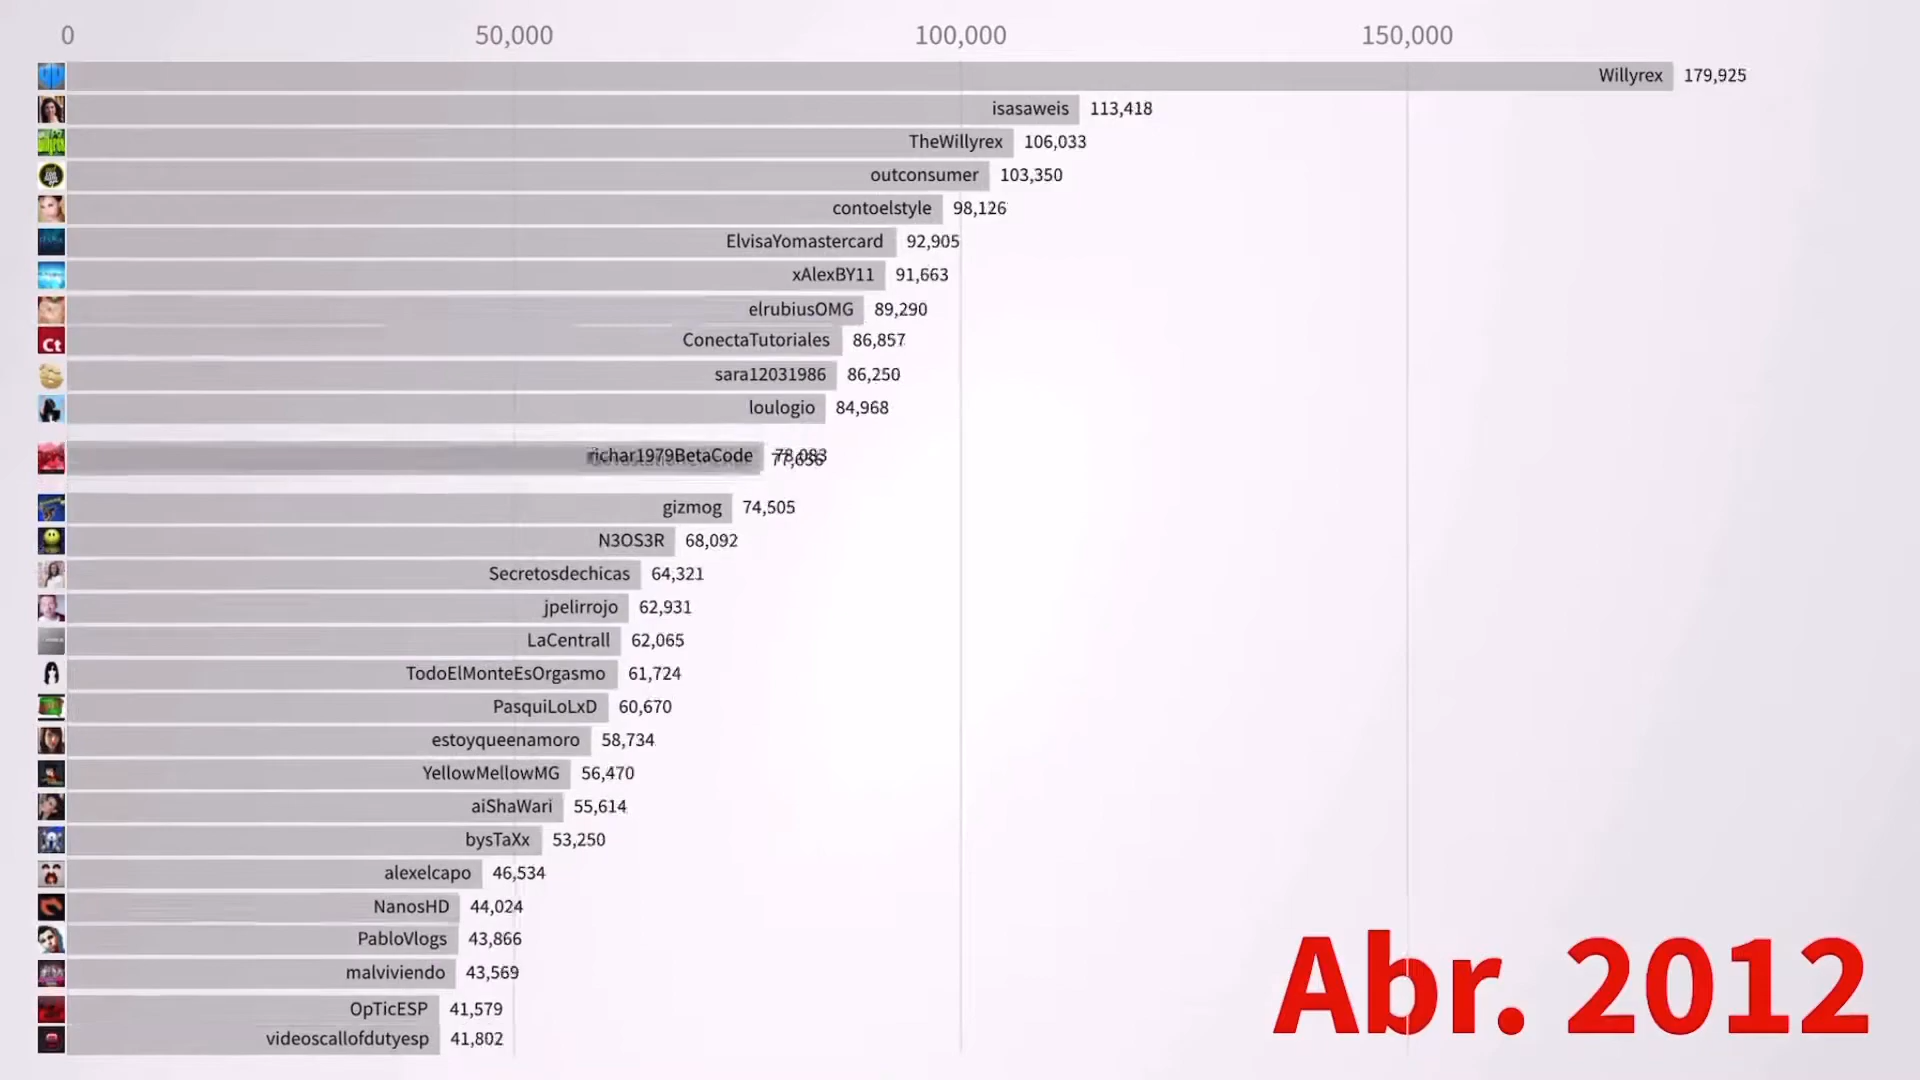 0 50,000 100,000 150,000
Willyrex 179,925
isasaweis 113,418
TheWillyrex 106,033
outconsumer 103,350
contoelstyle 98,126
ElvisaYomastercard 92,905
xAlexBY11 91,663
elrubiusOMG 89,290
Ct ConectaTutoriales 86,857
sara12031986 86,250
loulogio 84,968
richar1979BetaCode
gizmog 74,505
N3OS3R 68,092
Secretosdechicas 64,321
jpelirrojo 62,931
LaCentrall 62,065
TodoElMonteEsOrgasmo 61,724
PasquiLoLxD 60,670
estoyqueenamoro 58,734
YellowMellowMG 56,470
aiShaWari 55,614
bysTaXx 53,250
alexelcapo 46,534
NanosHD 44,024
PabloVlogs 43,866
malviviendo 43,569
OpTicESP 41,579
videoscallofdutyesp 41,802
Abr. 2012